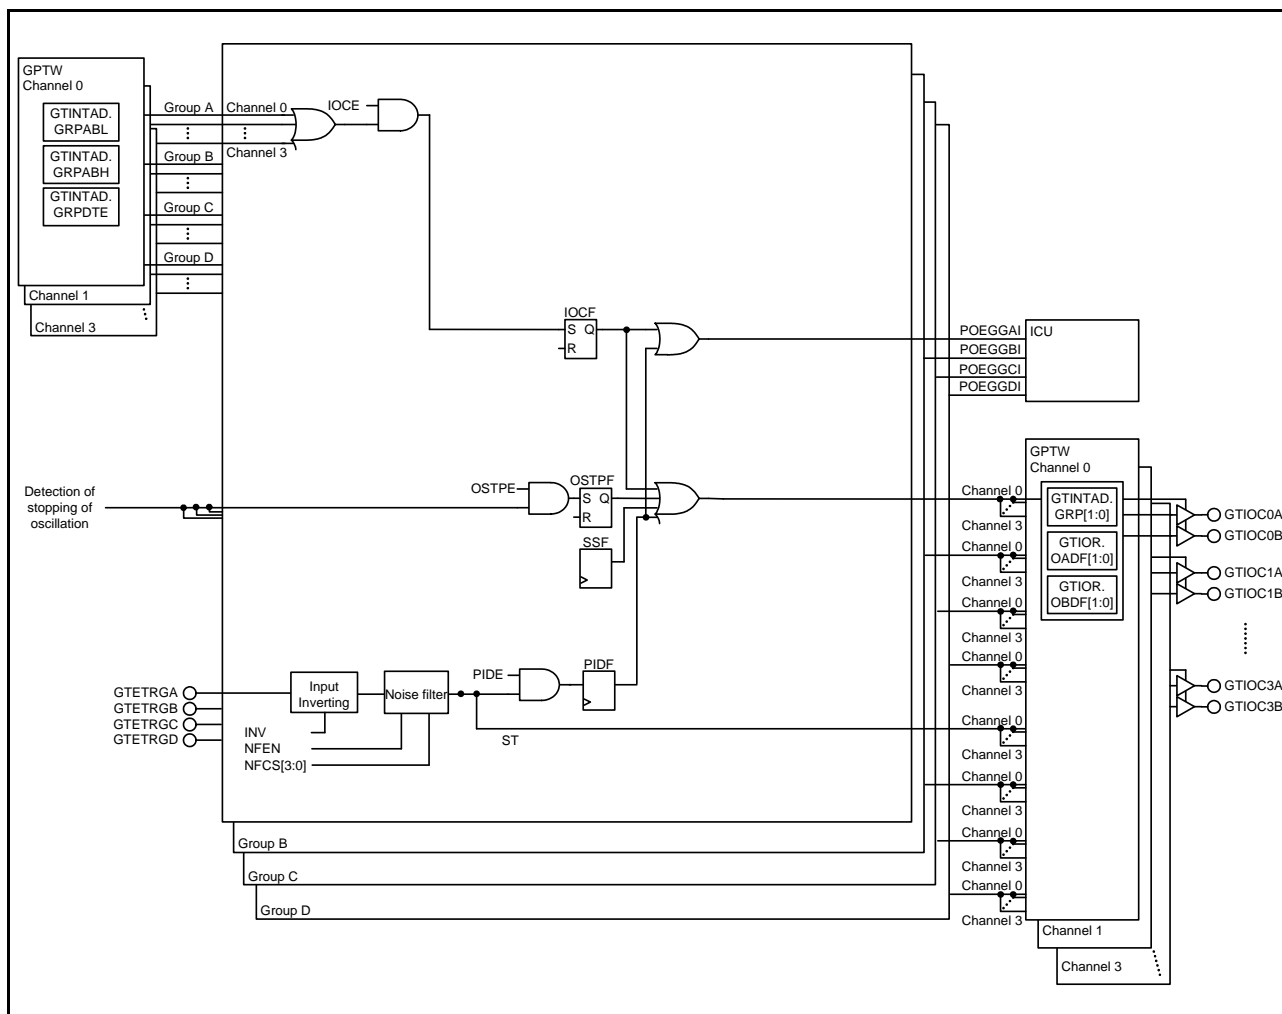 GPTW
Channel 0
GTINTAD.
GRPABL
GTINTAD.
GRPABH
GTINTAD.
GRPDTE
Channel 1
Channel 3
Group A
Channel 0
Channel 3
Group B
Group C
Group D
IOCE
IOCF
S Q
R
POEGGAI
POEGGBI
POEGGCI
POEGGDI
ICU
Detection of
stopping of
oscillation
OSTPE
OSTPF
S Q
R
SSF
PIDE
PIDF
GTETRGA
GTETRGB
GTETRGC
GTETRGD
Input
Inverting
Noise filter
INV
NFEN
NFCS[3:0]
ST
Group B
Group C
Group D
Channel 0
Channel 3
Channel 0
Channel 3
Channel 0
Channel 3
Channel 0
Channel 3
Channel 0
Channel 3
Channel 0
Channel 3
Channel 0
Channel 3
Channel 0
Channel 3
GPTW
Channel 0
GTINTAD.
GRP[1:0]
GTIOR.
OADF[1:0]
GTIOR.
OBDF[1:0]
Channel 1
Channel 3
GTIOC0A
GTIOC0B
GTIOC1A
GTIOC1B
GTIOC3A
GTIOC3B